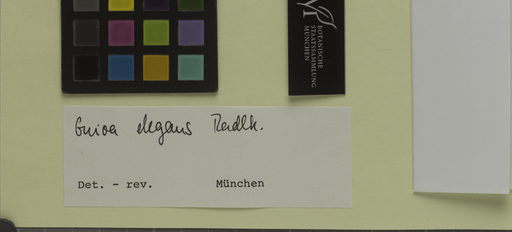 BOTANISCHE
STAATSSAMMLUNG
MÜNCHEN
Guioa elegans Radlk.
Det. - rev. München